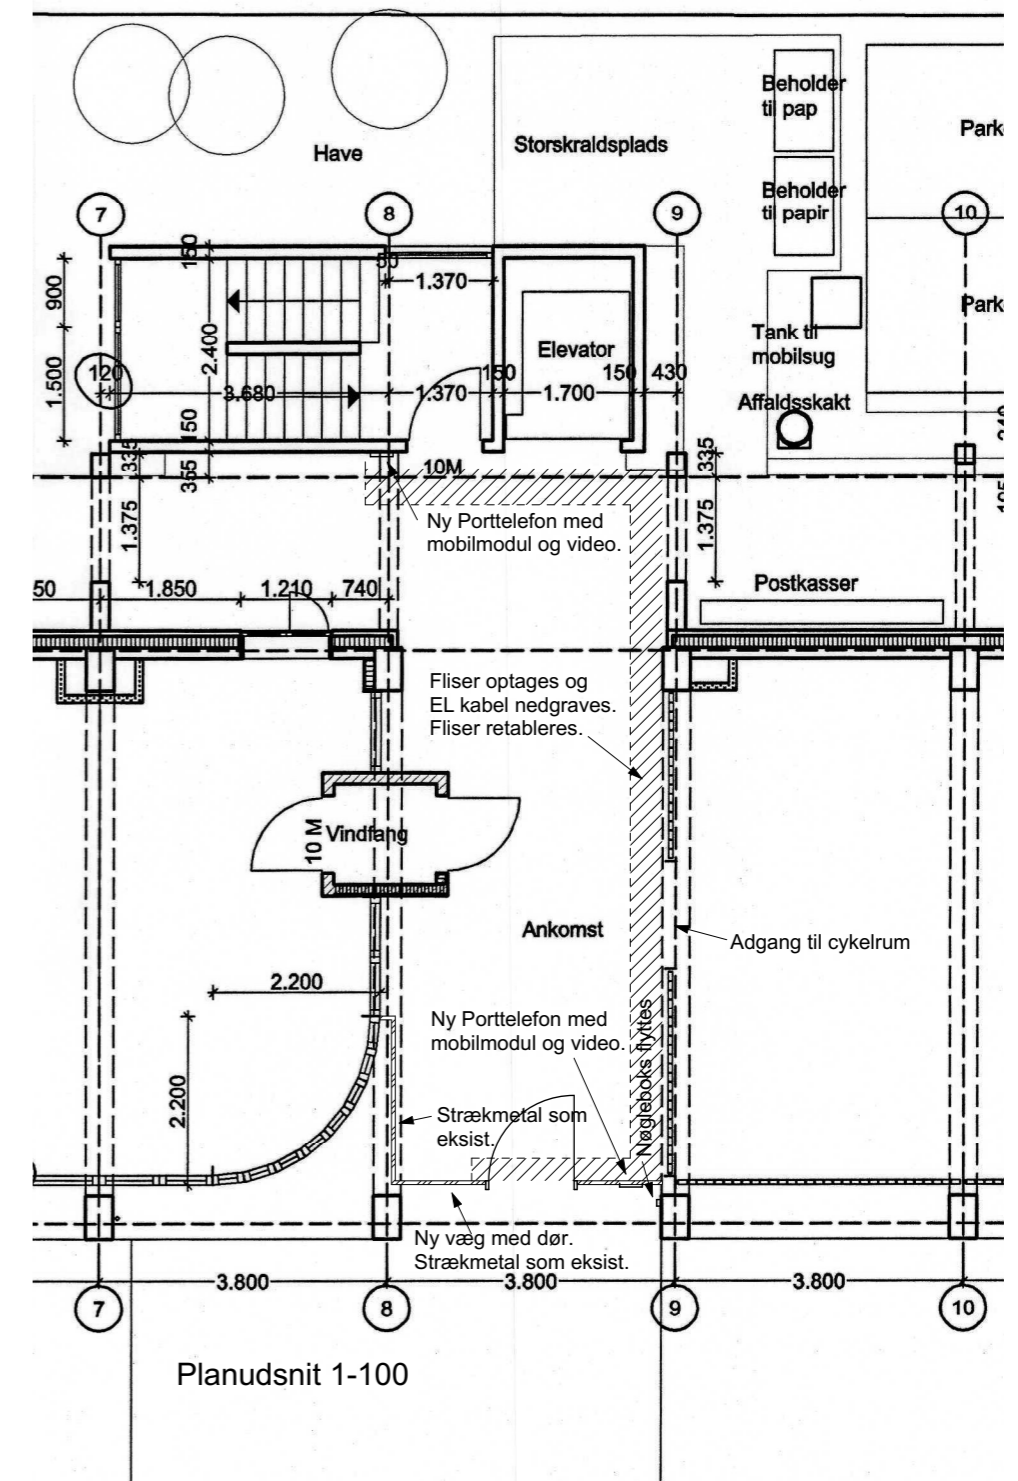 Beholder
til pap
Park
Have
Storskraldsplads
Beholder
til papir
7
8
9
10
150
50
1.370
900
Park
Tank til
mobilsug
2.400
Elevator
1.500
120
3.680
1.370
150
1.700
150
430
Affaldsskakt
150
335
365
10M
335
1.375
Ny Porttelefon med
mobilmodul og video.
1.375
50
1.850
1.210
740
Postkasser
Fliser optages og
EL kabel nedgraves.
Fliser retableres.
10 M
Vindfang
Ankomst
Adgang til cykelrum
2.200
Ny Porttelefon med
mobilmodul og video.
Nøgleboks flyttes
2.200
Strækmetal som
eksist.
Ny væg med dør.
Strækmetal som eksist.
3.800
3.800
3.800
7
8
9
10
Planudsnit 1-100